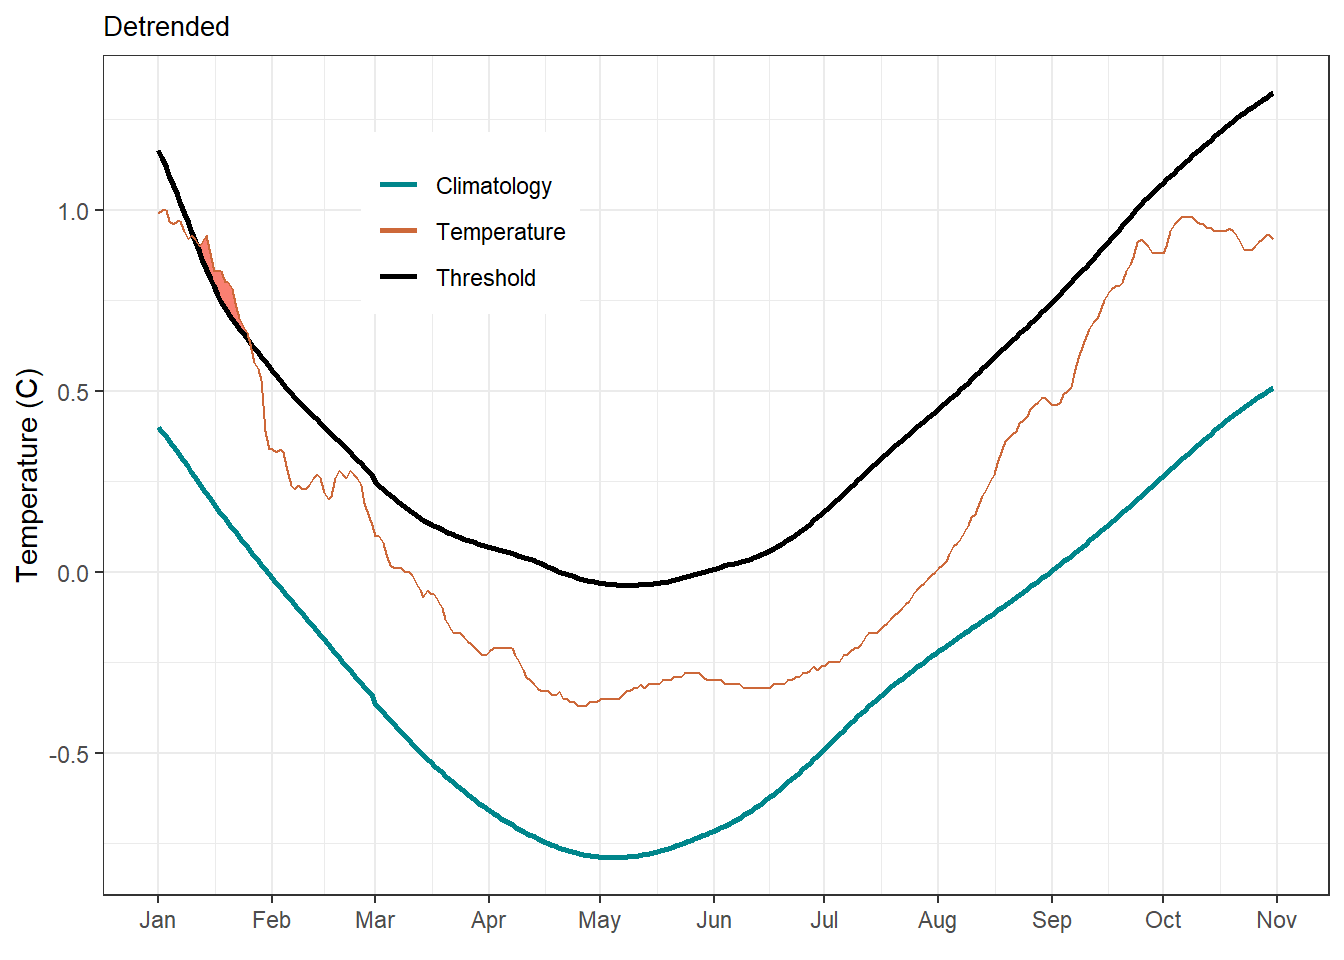 Detrended
Climatology
Temperature
Threshold
Temperature (C)
1.0
0.5
0.0
-0.5
Jan Feb Mar Apr May Jun Jul Aug Sep Oct Nov